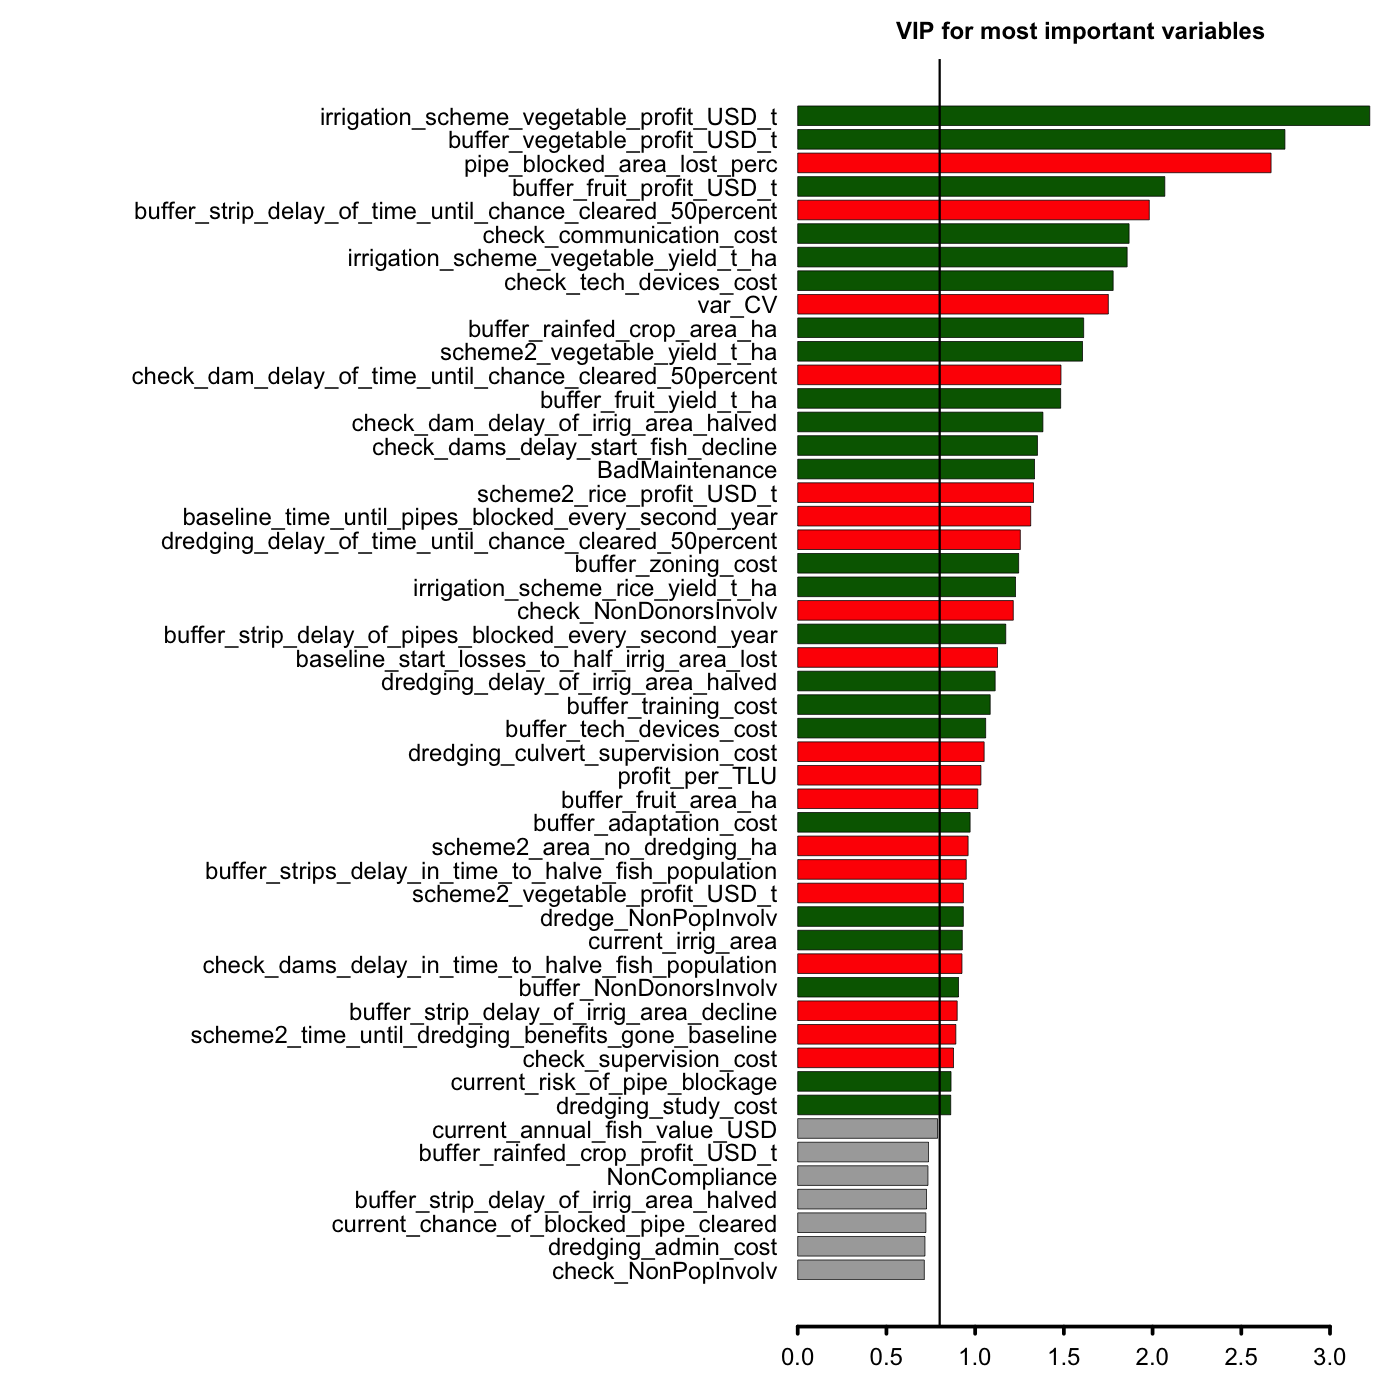 VIP for most important variables
irrigation_scheme_vegetable_profit_USD_t
buffer_vegetable_profit_USD_t
pipe_blocked_area_lost_perc
buffer_fruit_profit_USD_t
buffer_strip_delay_of_time_until_chance_cleared_50percent
check_communication_cost
irrigation_scheme_vegetable_yield_t_ha
check_tech_devices_cost
var_CV
buffer_rainfed_crop_area_ha
scheme2_vegetable_yield_t_ha
check_dam_delay_of_time_until_chance_cleared_50percent
buffer_fruit_yield_t_ha
check_dam_delay_of_irrig_area_halved
check_dams_delay_start_fish_decline
BadMaintenance
scheme2_rice_profit_USD_t
baseline_time_until_pipes_blocked_every_second_year
dredging_delay_of_time_until_chance_cleared_50percent
buffer_zoning_cost
irrigation_scheme_rice_yield_t_ha
check_NonDonorsInvolv
buffer_strip_delay_of_pipes_blocked_every_second_year
baseline_start_losses_to_half_irrig_area_lost
dredging_delay_of_irrig_area_halved
buffer_training_cost
buffer_tech_devices_cost
dredging_culvert_supervision_cost
profit_per_TLU
buffer_fruit_area_ha
buffer_adaptation_cost
scheme2_area_no_dredging_ha
buffer_strips_delay_in_time_to_halve_fish_population
scheme2_vegetable_profit_USD_t
dredge_NonPopInvolv
current_irrig_area
check_dams_delay_in_time_to_halve_fish_population
buffer_NonDonorsInvolv
buffer_strip_delay_of_irrig_area_decline
scheme2_time_until_dredging_benefits_gone_baseline
check_supervision_cost
current_risk_of_pipe_blockage
dredging_study_cost
current_annual_fish_value_USD
buffer_rainfed_crop_profit_USD_t
NonCompliance
buffer_strip_delay_of_irrig_area_halved
current_chance_of_blocked_pipe_cleared
dredging_admin_cost
check_NonPopInvolv
0.0 0.5 1.0 1.5 2.0 2.5 3.0